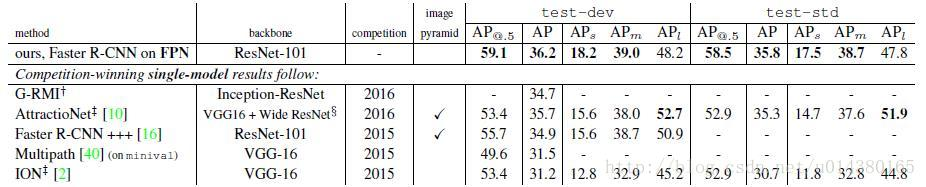 image test-dev test-std
method backbone competition pyramid AP@.5 AP APs APm APl AP@.5 AP APs APm APl
ours, Faster R-CNN on FPN ResNet-101 - 59.1 36.2 18.2 39.0 48.2 58.5 35.8 17.5 38.7 47.8
Competition-winning single-model results follow:
G-RMI† Inception-ResNet 2016 - 34.7 - - - - - - - -
AttractioNet‡ [10] VGG16 + Wide ResNet§ 2016 ✓ 53.4 35.7 15.6 38.0 52.7 52.9 35.3 14.7 37.6 51.9
Faster R-CNN +++ [16] ResNet-101 2015 ✓ 55.7 34.9 15.6 38.7 50.9 - - - - -
Multipath [40] (on minival) VGG-16 2015 49.6 31.5 - - - - - - - -
ION‡ [2] VGG-16 2015 53.4 31.2 12.8 32.9 45.2 52.9 30.7 11.8 32.8 44.8
http://blog.csdn.net/u014380165